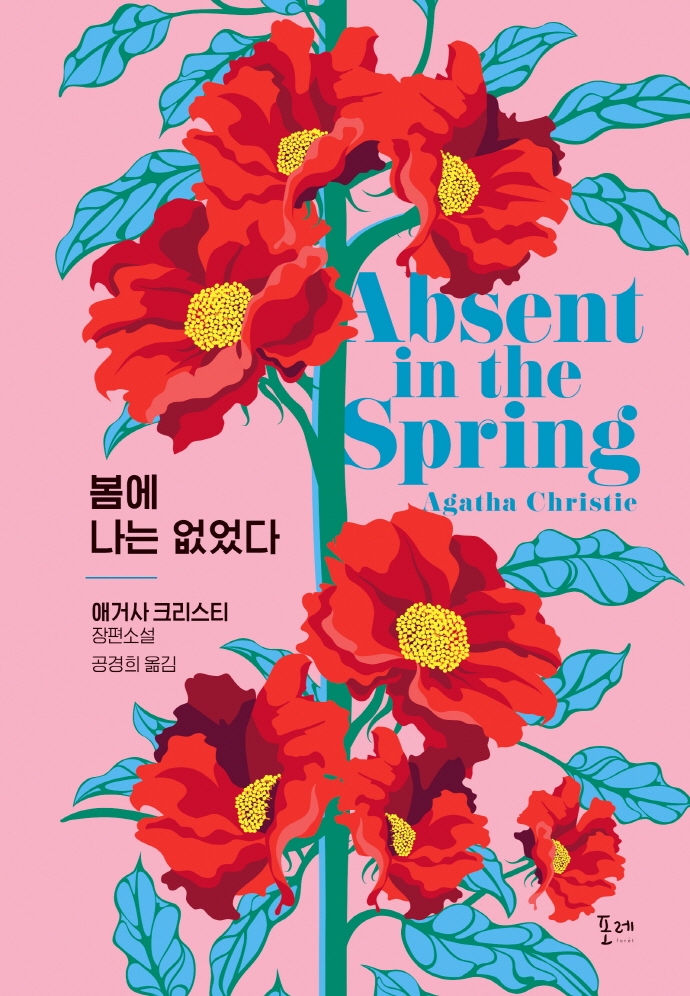 Absent
in the
Spring
Agatha Christie
봄에
나는 없었다
애거사 크리스티
장편소설
공경희 옮김
포레
forêt